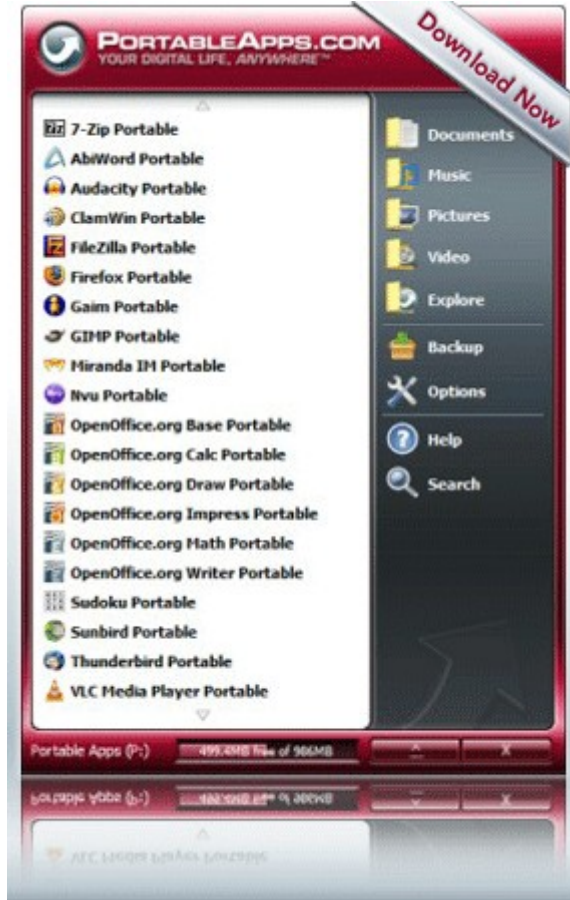 PORTABLEAPPS.COM
YOUR DIGITAL LIFE, ANYWHERE™
Download Now
7-Zip Portable
AbiWord Portable
Audacity Portable
ClamWin Portable
FileZilla Portable
Firefox Portable
Gaim Portable
GIMP Portable
Miranda IM Portable
Nvu Portable
OpenOffice.org Base Portable
OpenOffice.org Calc Portable
OpenOffice.org Draw Portable
OpenOffice.org Impress Portable
OpenOffice.org Math Portable
OpenOffice.org Writer Portable
Sudoku Portable
Sunbird Portable
Thunderbird Portable
VLC Media Player Portable
Documents
Music
Pictures
Video
Explore
Backup
Options
Help
Search
Portable Apps (P:)
499.4MB free of 986MB
^
X